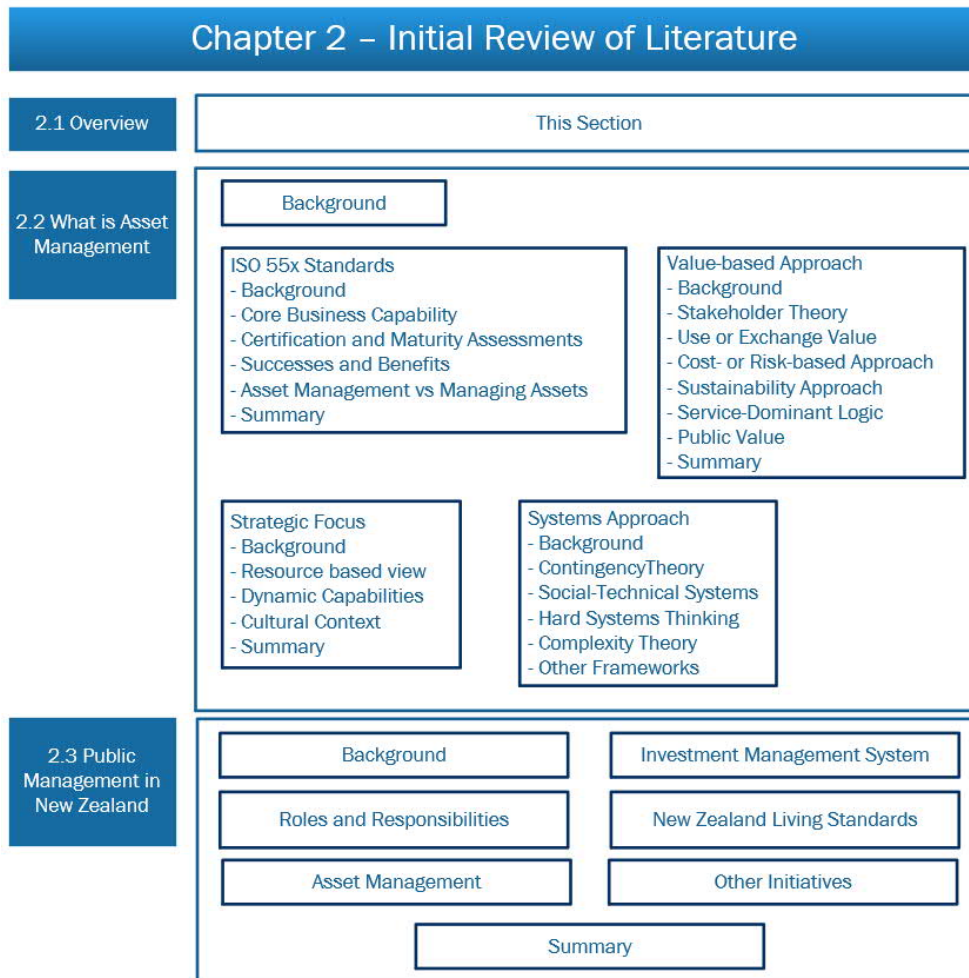 Chapter 2 – Initial Review of Literature
2.1 Overview
This Section
2.2 What is Asset
Management
Background
ISO 55x Standards
- Background
- Core Business Capability
- Certification and Maturity Assessments
- Successes and Benefits
- Asset Management vs Managing Assets
- Summary
Value-based Approach
- Background
- Stakeholder Theory
- Use or Exchange Value
- Cost- or Risk-based Approach
- Sustainability Approach
- Service-Dominant Logic
- Public Value
- Summary
Strategic Focus
- Background
- Resource based view
- Dynamic Capabilities
- Cultural Context
- Summary
Systems Approach
- Background
- ContingencyTheory
- Social-Technical Systems
- Hard Systems Thinking
- Complexity Theory
- Other Frameworks
2.3 Public
Management in
New Zealand
Background
Investment Management System
Roles and Responsibilities
New Zealand Living Standards
Asset Management
Other Initiatives
Summary